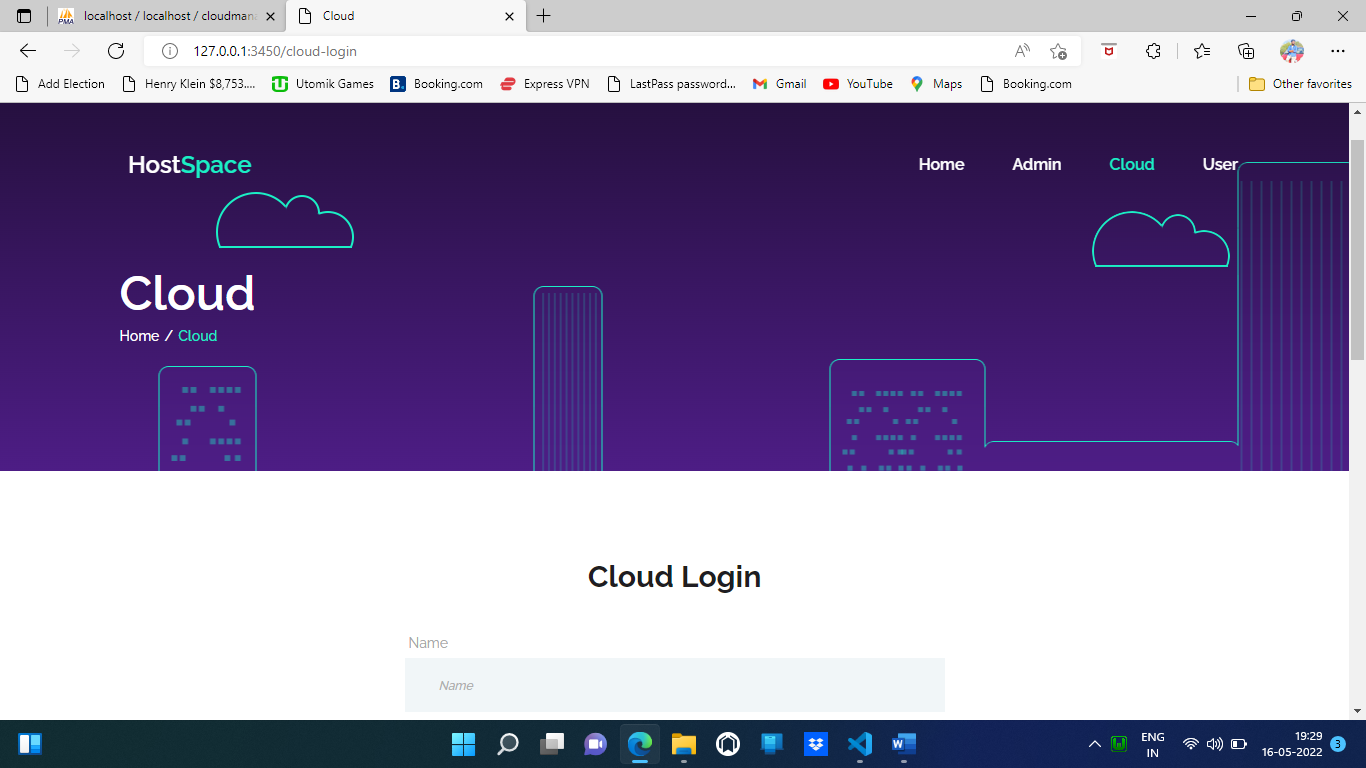 localhost / localhost / cloudman
Cloud
127.0.0.1:3450/cloud-login
Add Election
Henry Klein $8,753....
Utomik Games
B.
Booking.com
Express VPN
LastPass password...
Gmail
YouTube
Maps
Booking.com
Other favorites
HostSpace
Home
Admin
Cloud
User
Cloud
Home / Cloud
Cloud Login
Name
Name
ENG
IN
19:29
16-05-2022
3